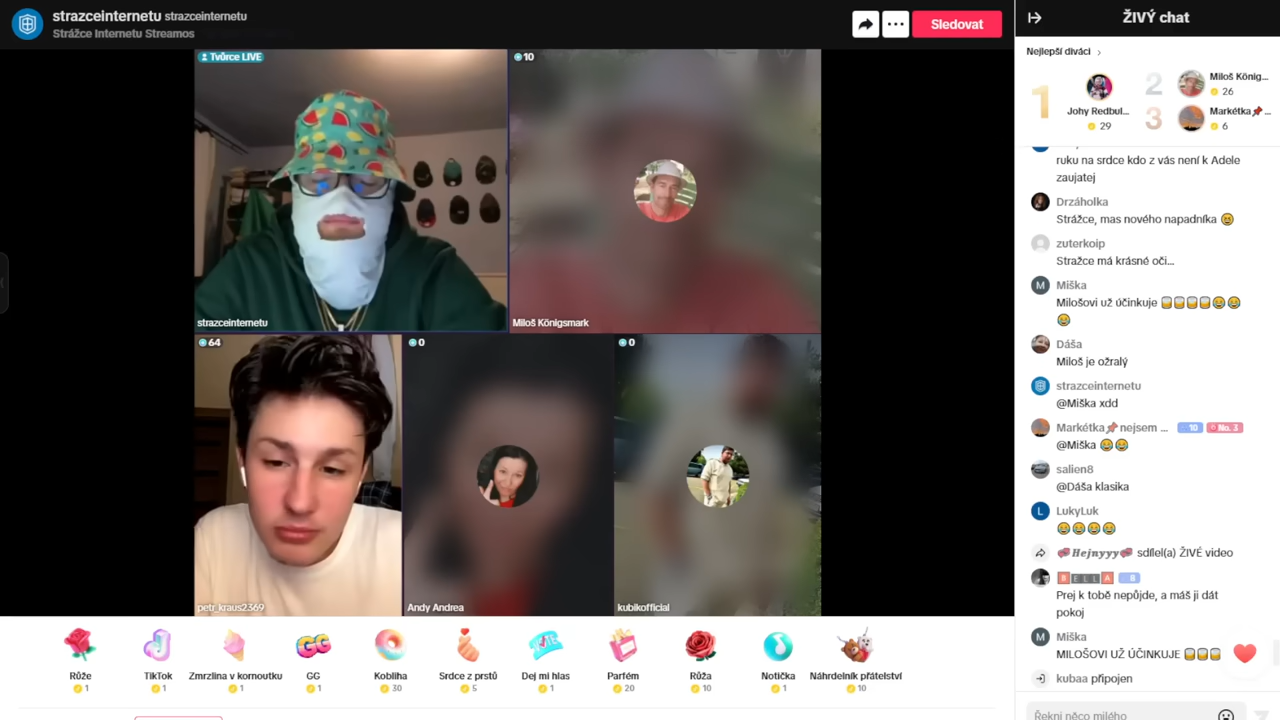 strazceinternetu strazceinternetu
Strážce Internetu Streamos
Sledovat
ŽIVÝ chat
Nejlepší diváci
1
Johy Redbul...
29
2
Miloš König...
26
3
Markétka📌...
6
Tvůrce LIVE
strazceinternetu
10
Miloš Königsmark
64
petr_kraus2369
0
Andy Andrea
0
kubikofficial
ruku na srdce kdo z vás není k Adele
zaujatej
Drzáholka
Strážce, mas nového napadníka 😆
zuterkoip
Stražce má krásné oči...
M
Miška
Milošovi už účinkuje 🥃🥃🥃🥃😂😂
😂
Dáša
Miloš je ožralý
strazceinternetu
@Miška xdd
Markétka📌nejsem ... 10 No. 3
@Miška 😂😂
salien8
@Dáša klasika
L
LukyLuk
😂😂😂😂
Hejnyyy sdílel(a) ŽIVÉ video
BELLA 8
Prej k tobě nepůjde, a máš ji dát
pokoj
M
Miška
MILOŠOVI UŽ ÚČINKUJE 🥃🥃🥃
kubaa připojen
Řekni něco milého
GG
Růže
1
TikTok
1
Zmrzlina v kornoutku
1
GG
1
Kobliha
30
Srdce z prstů
5
Dej mi hlas
1
Parfém
20
Růža
10
Notička
1
Náhrdelník přátelství
10